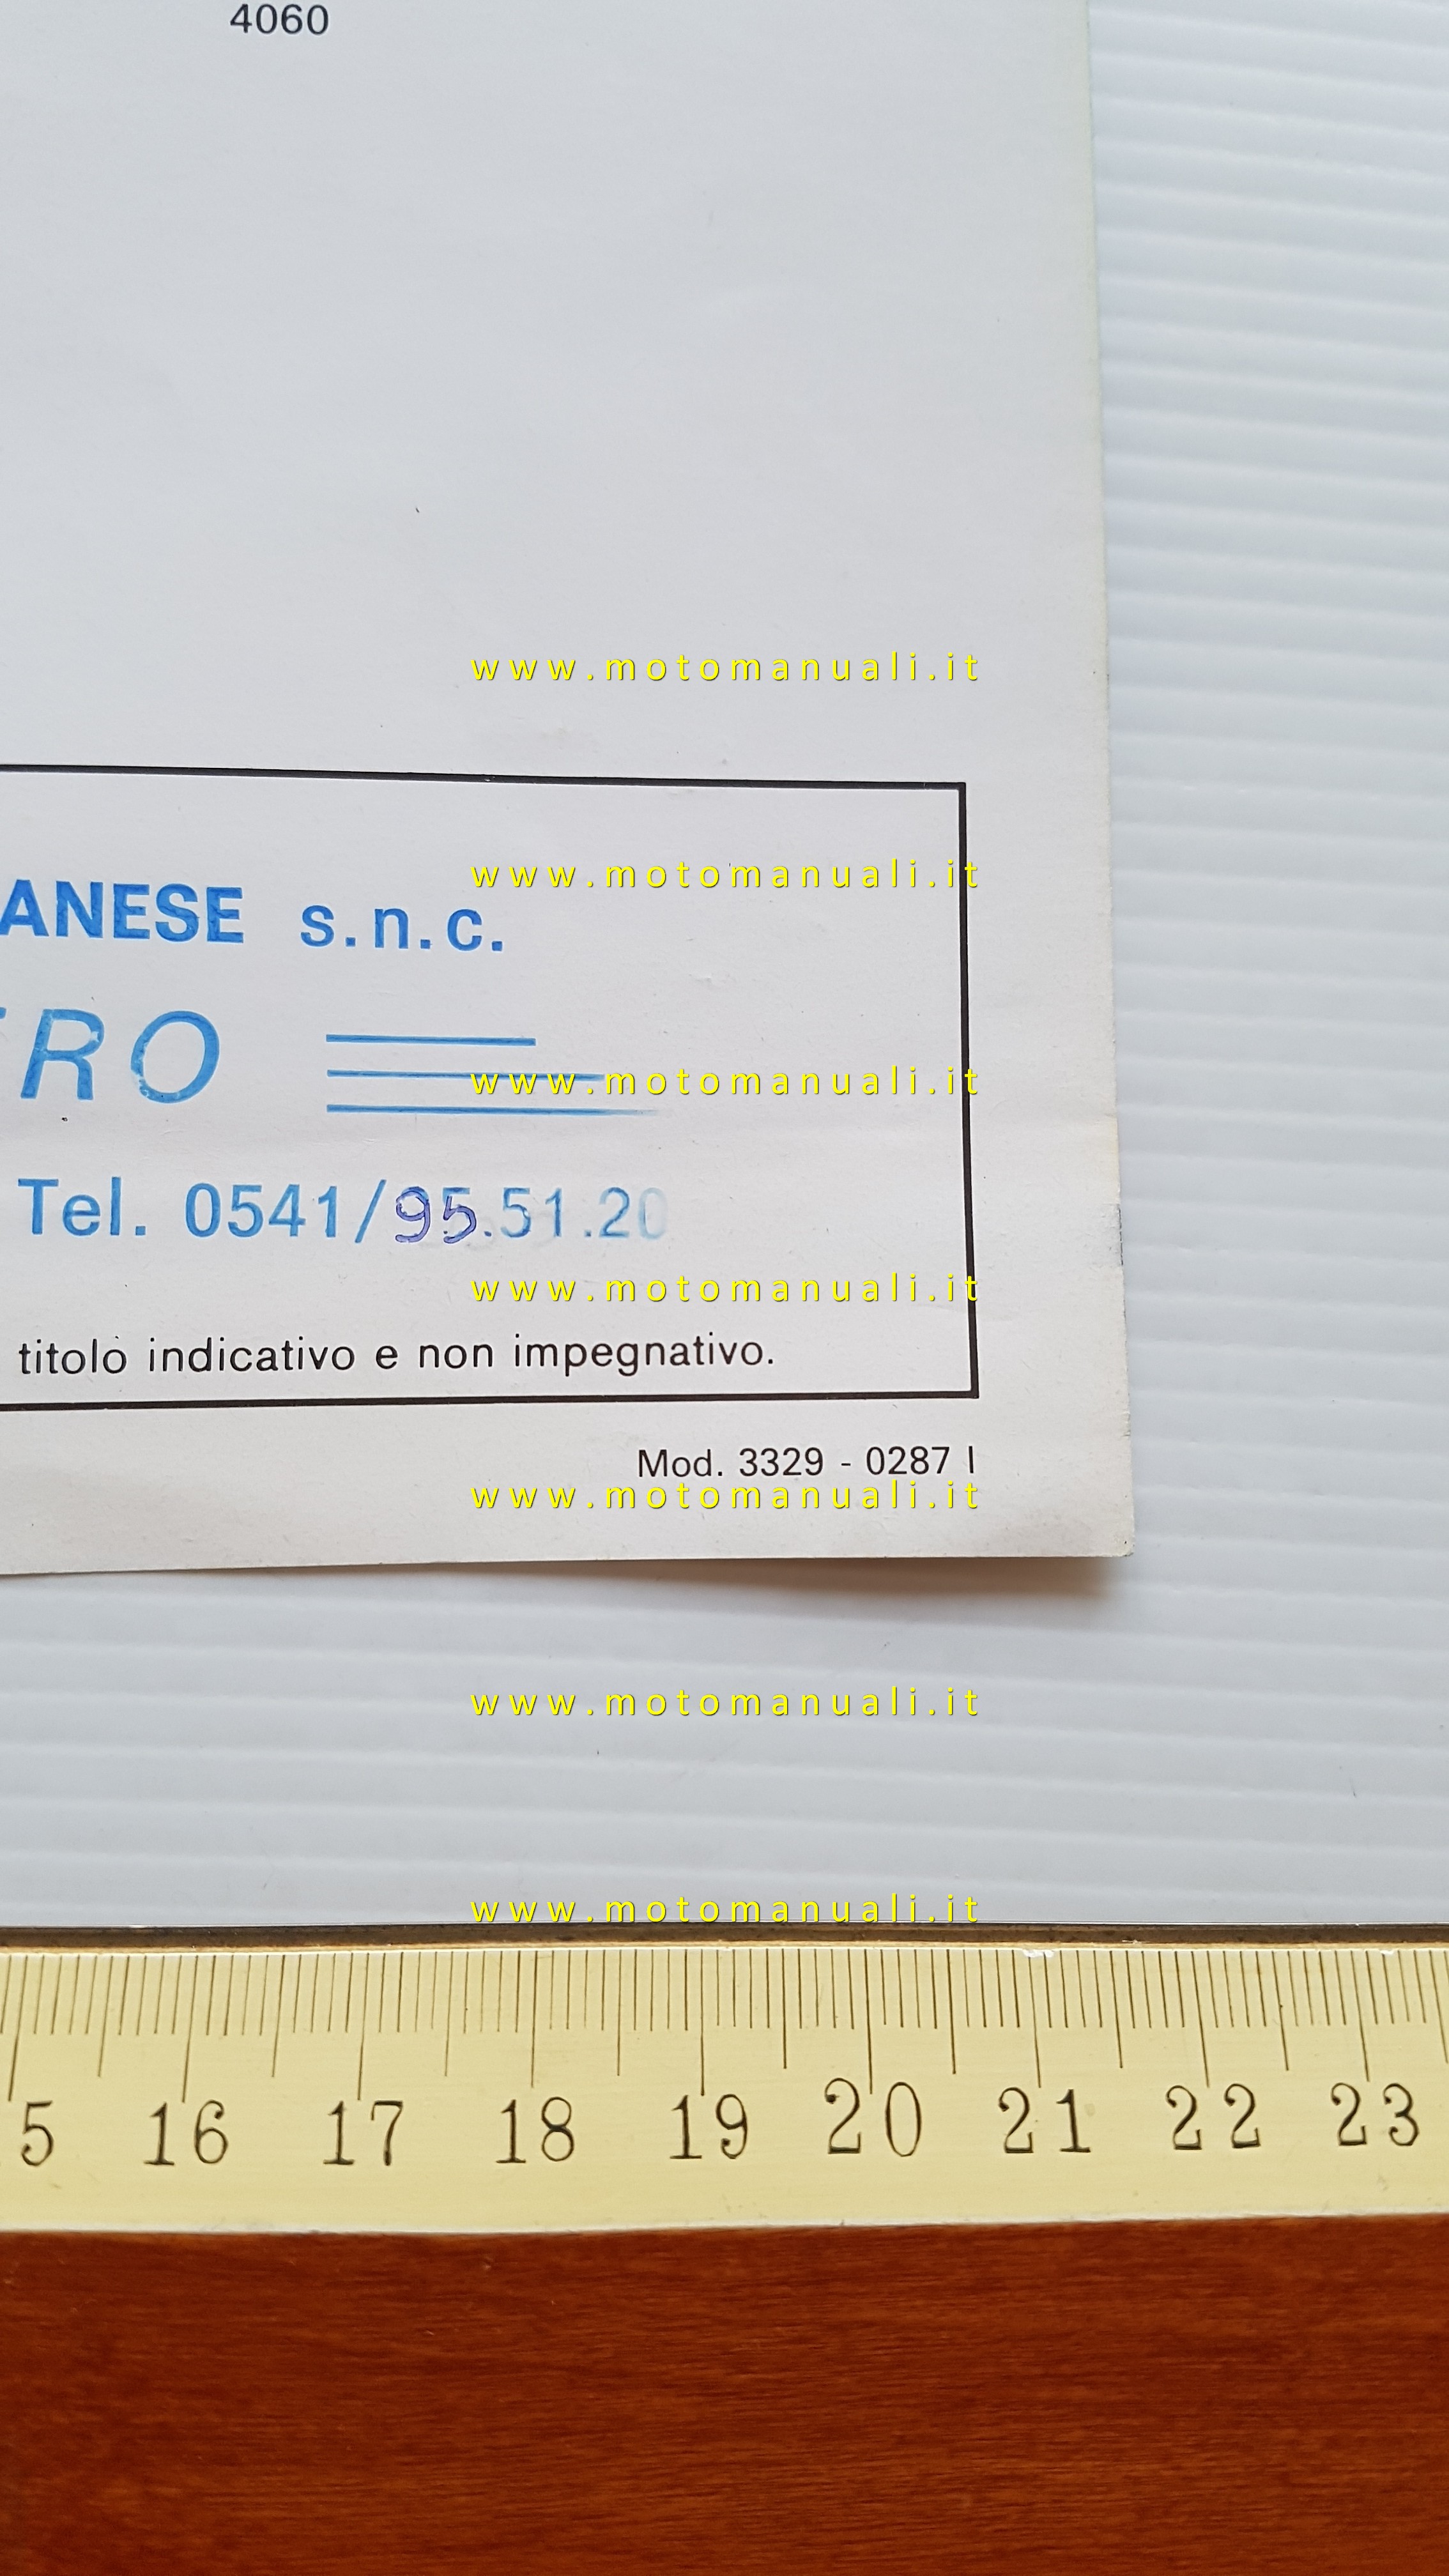 4060
www.motomanuali.it
www.motomanuali.it
ANESE s.n.c.
RO
www.motomanuali.it
Tel. 0541/95.51.20
www.motomanuali.it
titolo indicativo e non impegnativo.
Mod. 3329 - 0287 I
www.motomanuali.it
www.motomanuali.it
www.motomanuali.it
5 16 17 18 19 20 21 22 23